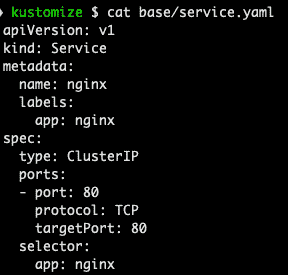 kustomize $ cat base/service.yaml
apiVersion: v1
kind: Service
metadata:
  name: nginx
  labels:
    app: nginx
spec:
  type: ClusterIP
  ports:
  - port: 80
    protocol: TCP
    targetPort: 80
  selector:
    app: nginx